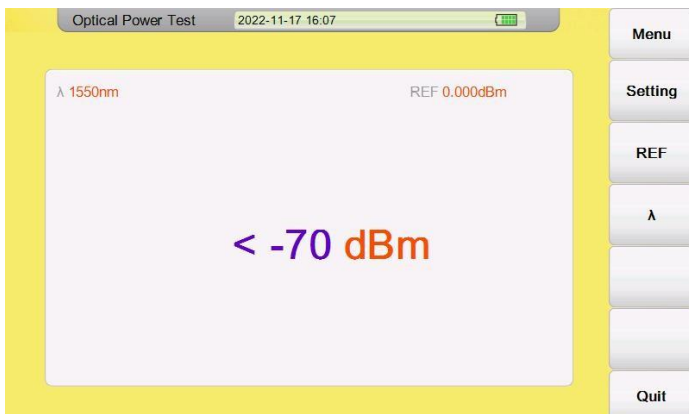 Optical Power Test 2022-11-17 16:07
Menu
λ 1550nm REF 0.000dBm
Setting
REF
λ
< -70 dBm
Quit